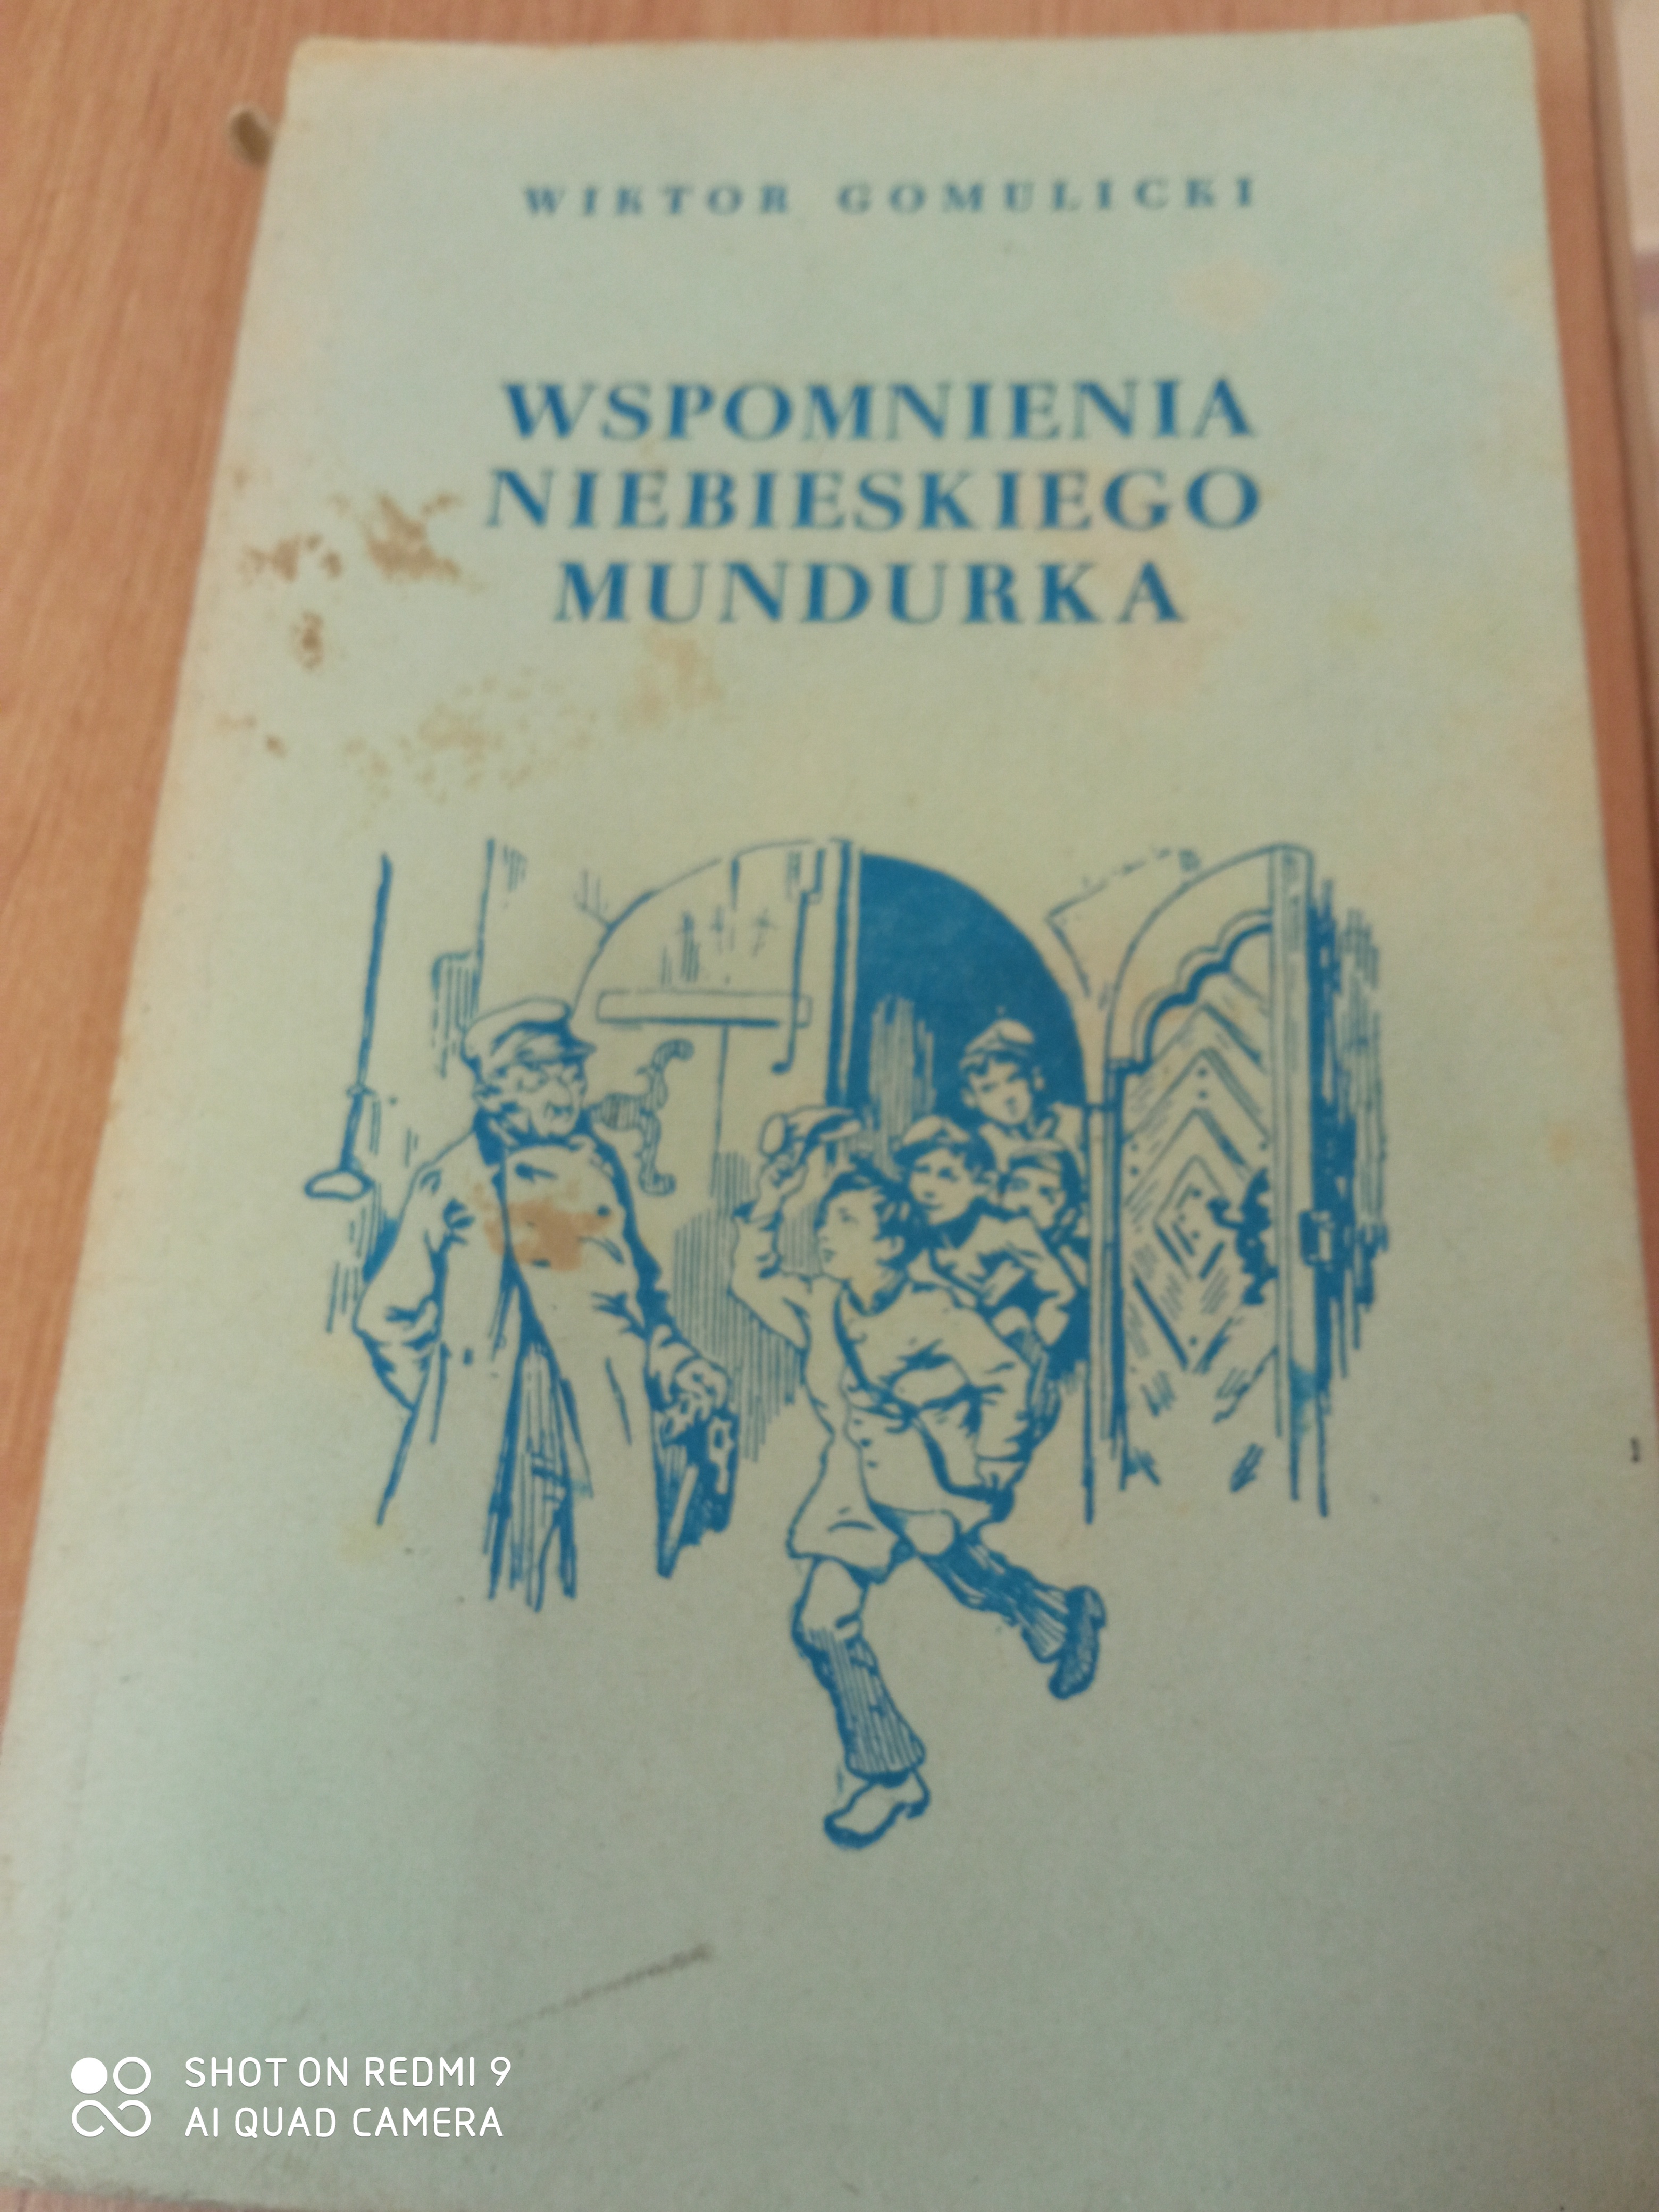 WIKTOR GOMULICKI
WSPOMNIENIA
NIEBIESKIEGO
MUNDURKA
SHOT ON REDMI 9
AI QUAD CAMERA